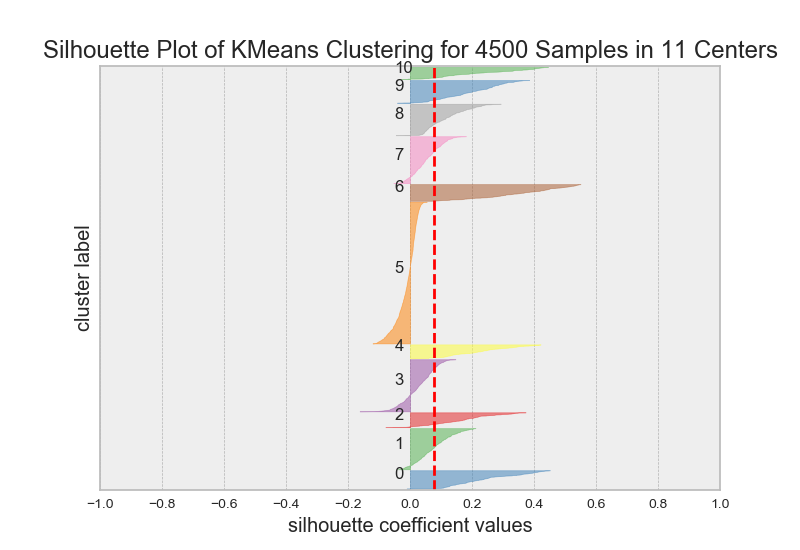 Silhouette Plot of KMeans Clustering for 4500 Samples in 11 Centers
10
9
8
7
6
5
4
3
2
1
0
cluster label
−1.0 −0.8 −0.6 −0.4 −0.2 0.0 0.2 0.4 0.6 0.8 1.0
silhouette coefficient values